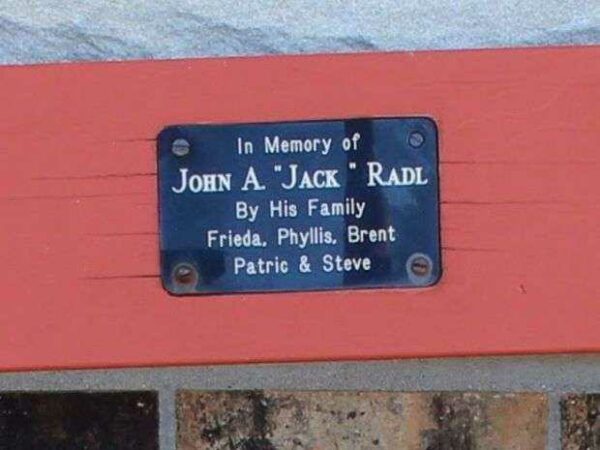 In Memory of
JOHN A. "JACK" RADL
By His Family
Frieda, Phyllis, Brent
Patric & Steve